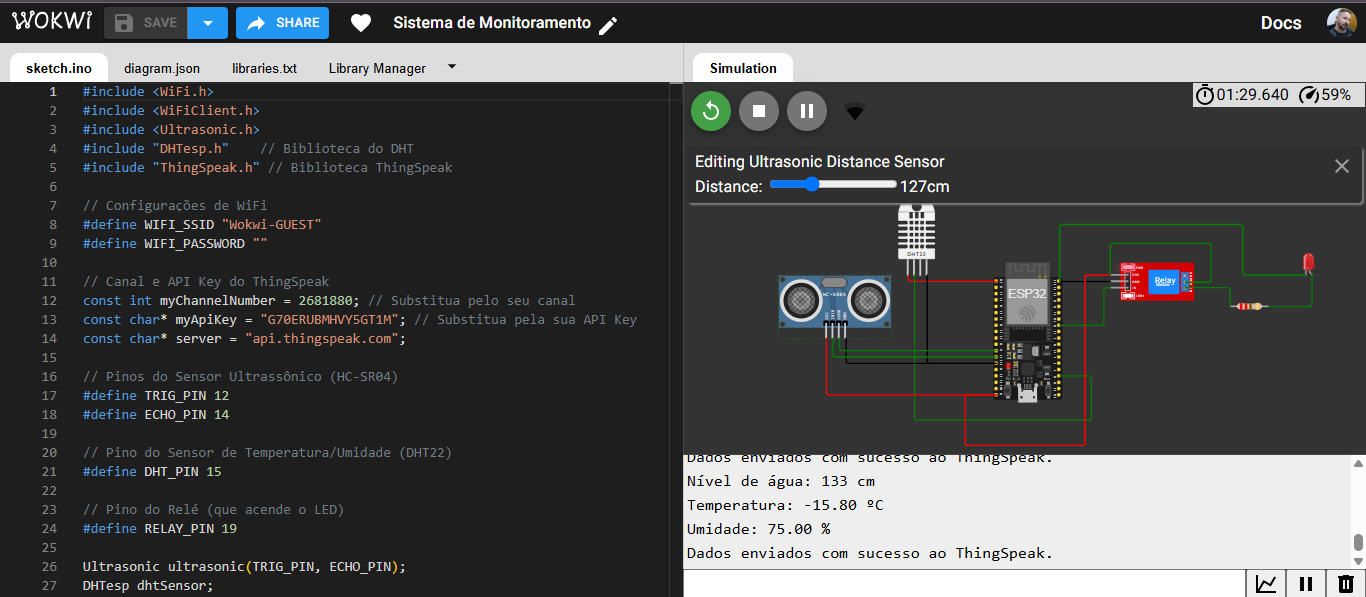 WOKWI SAVE SHARE Sistema de Monitoramento Docs
sketch.ino diagram.json libraries.txt Library Manager
1 #include <WiFi.h>
2 #include <WiFiClient.h>
3 #include <Ultrasonic.h>
4 #include "DHTesp.h" // Biblioteca do DHT
5 #include "ThingSpeak.h" // Biblioteca ThingSpeak
6
7 // Configurações de WiFi
8 #define WIFI_SSID "Wokwi-GUEST"
9 #define WIFI_PASSWORD ""
10
11 // Canal e API Key do ThingSpeak
12 const int myChannelNumber = 2681880; // Substitua pelo seu canal
13 const char* myApiKey = "G70ERUBMHVY5GT1M"; // Substitua pela sua API Key
14 const char* server = "api.thingspeak.com";
15
16 // Pinos do Sensor Ultrassônico (HC-SR04)
17 #define TRIG_PIN 12
18 #define ECHO_PIN 14
19
20 // Pino do Sensor de Temperatura/Umidade (DHT22)
21 #define DHT_PIN 15
22
23 // Pino do Relé (que acende o LED)
24 #define RELAY_PIN 19
25
26 Ultrasonic ultrasonic(TRIG_PIN, ECHO_PIN);
27 DHTesp dhtSensor;
Simulation
01:29.640 59%
Editing Ultrasonic Distance Sensor
Distance: 127cm
DHT22
HC-SR04
ESP32
Relay
Dados enviados com sucesso ao ThingSpeak.
Nível de água: 133 cm
Temperatura: -15.80 ºC
Umidade: 75.00 %
Dados enviados com sucesso ao ThingSpeak.